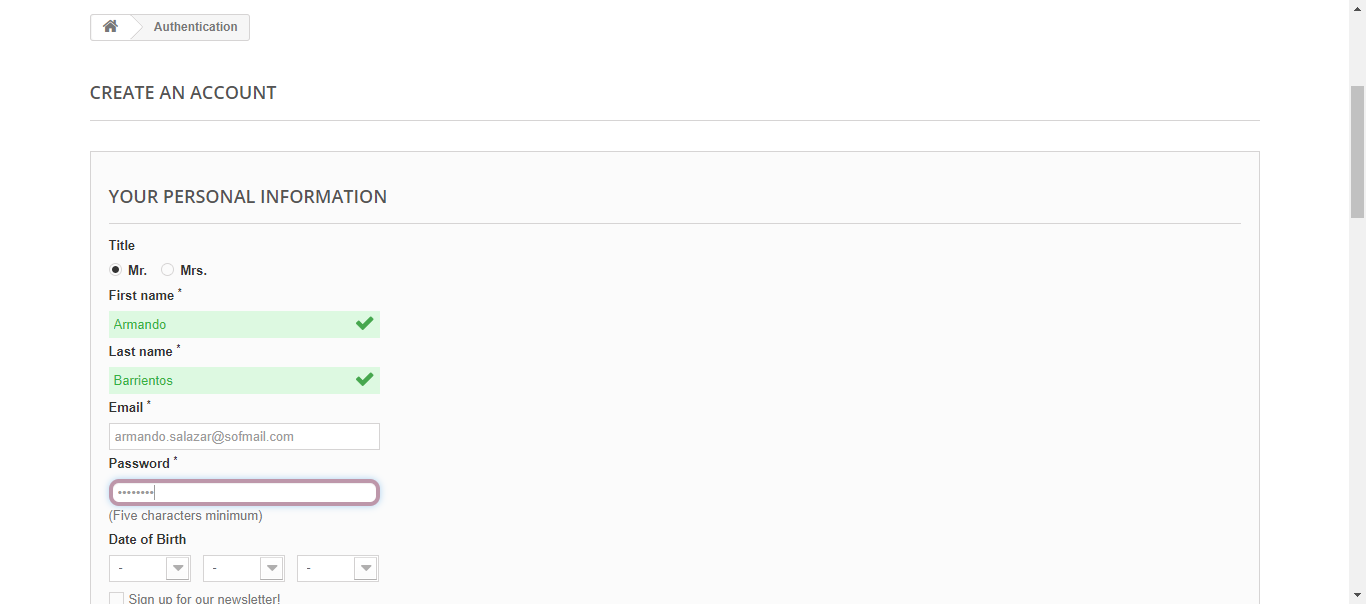 Authentication
CREATE AN ACCOUNT
YOUR PERSONAL INFORMATION
Title
Mr. Mrs.
First name *
Armando
Last name *
Barrientos
Email *
armando.salazar@sofmail.com
Password *
••••••••
(Five characters minimum)
Date of Birth
- - -
Sign up for our newsletter!